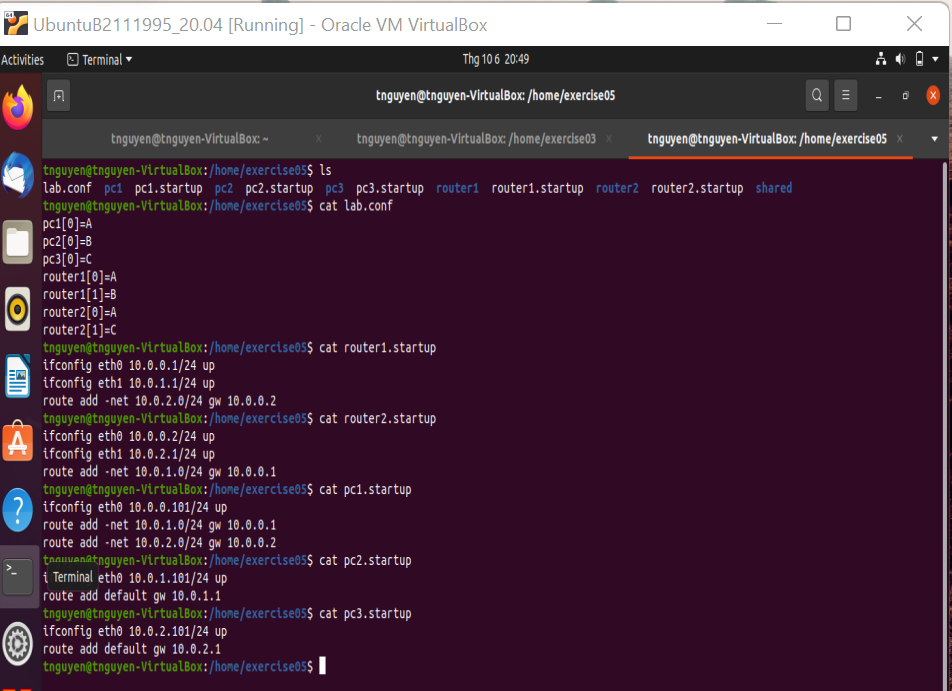 UbuntuB2111995_20.04 [Running] - Oracle VM VirtualBox
Activities Terminal Thg 10 6 20:49
tnguyen@tnguyen-VirtualBox: /home/exercise05
tnguyen@tnguyen-VirtualBox: ~ tnguyen@tnguyen-VirtualBox: /home/exercise03 tnguyen@tnguyen-VirtualBox: /home/exercise05
tnguyen@tnguyen-VirtualBox:/home/exercise05$ ls
lab.conf pc1 pc1.startup pc2 pc2.startup pc3 pc3.startup router1 router1.startup router2 router2.startup shared
tnguyen@tnguyen-VirtualBox:/home/exercise05$ cat lab.conf
pc1[0]=A
pc2[0]=B
pc3[0]=C
router1[0]=A
router1[1]=B
router2[0]=A
router2[1]=C
tnguyen@tnguyen-VirtualBox:/home/exercise05$ cat router1.startup
ifconfig eth0 10.0.0.1/24 up
ifconfig eth1 10.0.1.1/24 up
route add -net 10.0.2.0/24 gw 10.0.0.2
tnguyen@tnguyen-VirtualBox:/home/exercise05$ cat router2.startup
ifconfig eth0 10.0.0.2/24 up
ifconfig eth1 10.0.2.1/24 up
route add -net 10.0.1.0/24 gw 10.0.0.1
tnguyen@tnguyen-VirtualBox:/home/exercise05$ cat pc1.startup
ifconfig eth0 10.0.0.101/24 up
route add -net 10.0.1.0/24 gw 10.0.0.1
route add -net 10.0.2.0/24 gw 10.0.0.2
tnguyen@tnguyen-VirtualBox:/home/exercise05$ cat pc2.startup
i Terminal eth0 10.0.1.101/24 up
route add default gw 10.0.1.1
tnguyen@tnguyen-VirtualBox:/home/exercise05$ cat pc3.startup
ifconfig eth0 10.0.2.101/24 up
route add default gw 10.0.2.1
tnguyen@tnguyen-VirtualBox:/home/exercise05$